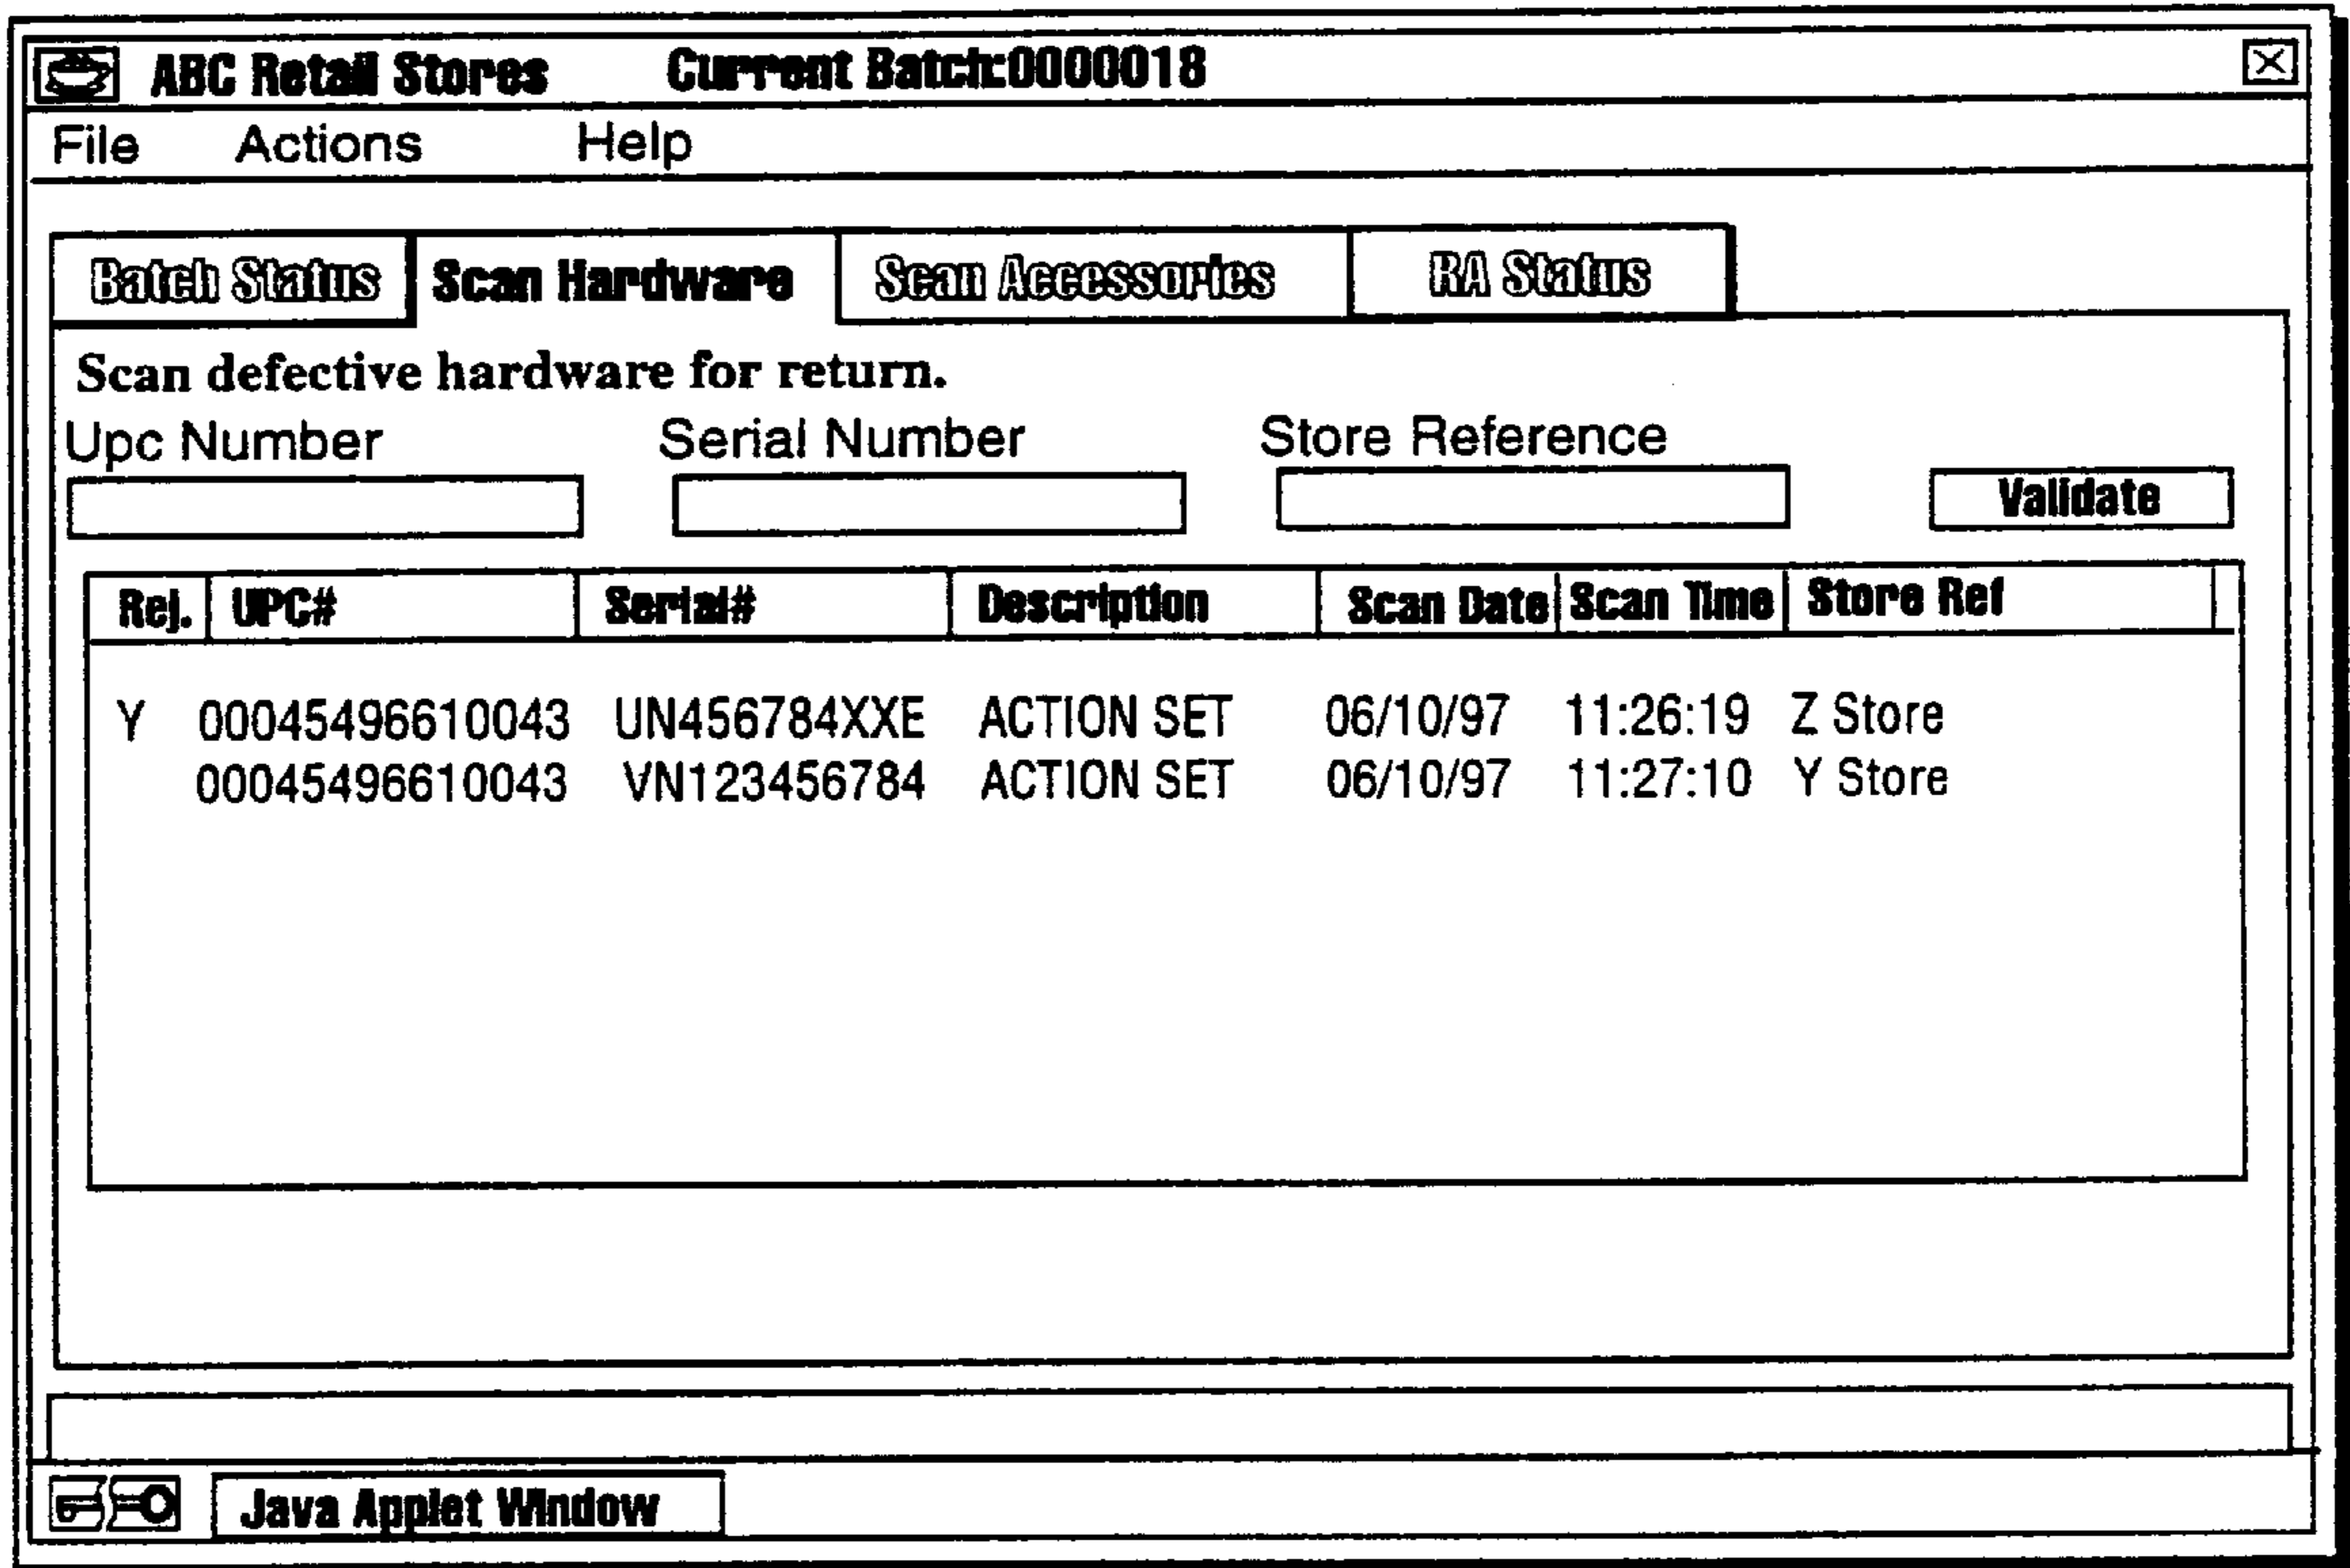 ABC Retail Stores Current Batch:0000018
File Actions Help
Batch Status Scan Hardware Scan Accessories RA Status
Scan defective hardware for return.
Upc Number Serial Number Store Reference
Validate
Rej. UPC# Serial# Description Scan Date Scan Time Store Ref
Y 00045496610043 UN456784XXE ACTION SET 06/10/97 11:26:19 Z Store
00045496610043 VN123456784 ACTION SET 06/10/97 11:27:10 Y Store
Java Applet Window